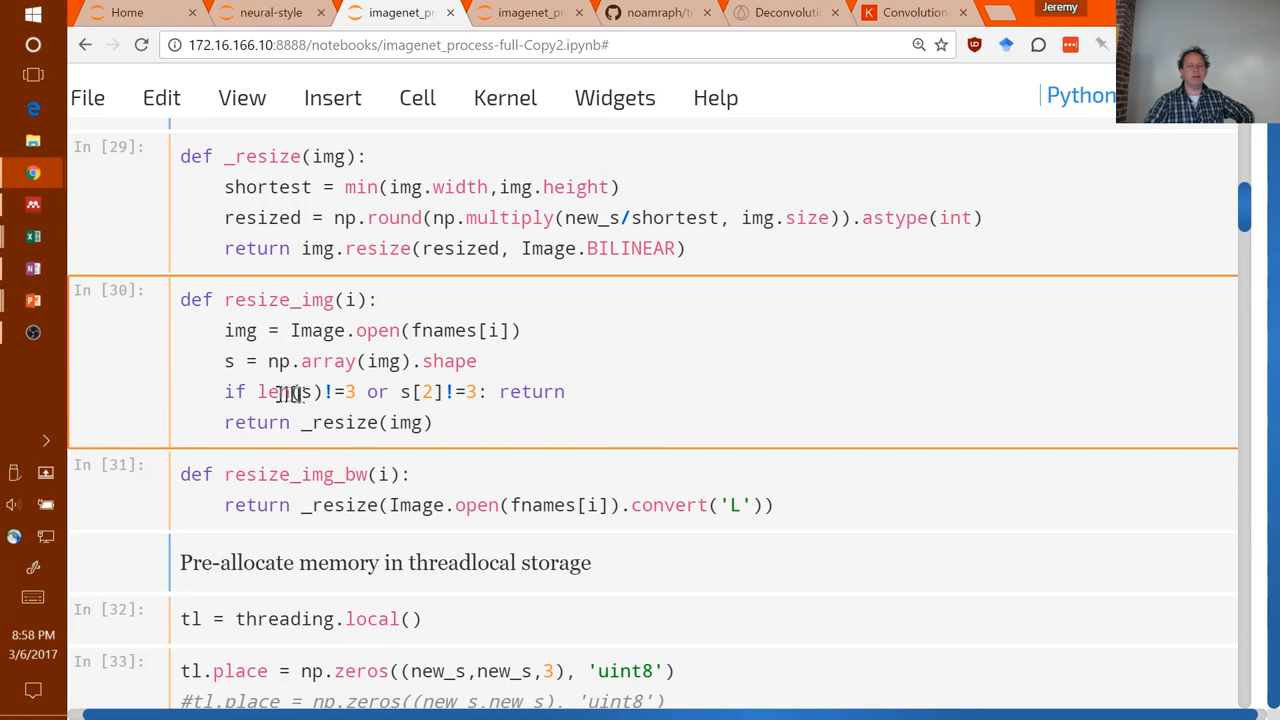 Home
neural-style
imagenet_pr
imagenet_pr
noamraph/t
Deconvoluti
Convolution
Jeremy
172.16.166.10:8888/notebooks/imagenet_process-full-Copy2.ipynb#
File Edit View Insert Cell Kernel Widgets Help
Python
In [29]:
def _resize(img):
shortest = min(img.width,img.height)
resized = np.round(np.multiply(new_s/shortest, img.size)).astype(int)
return img.resize(resized, Image.BILINEAR)
In [30]:
def resize_img(i):
img = Image.open(fnames[i])
s = np.array(img).shape
if len(s)!=3 or s[2]!=3: return
return _resize(img)
In [31]:
def resize_img_bw(i):
return _resize(Image.open(fnames[i]).convert('L'))
Pre-allocate memory in threadlocal storage
In [32]:
tl = threading.local()
In [33]:
tl.place = np.zeros((new_s,new_s,3), 'uint8')
#tl.place = np.zeros((new_s,new_s), 'uint8')
8:58 PM
3/6/2017